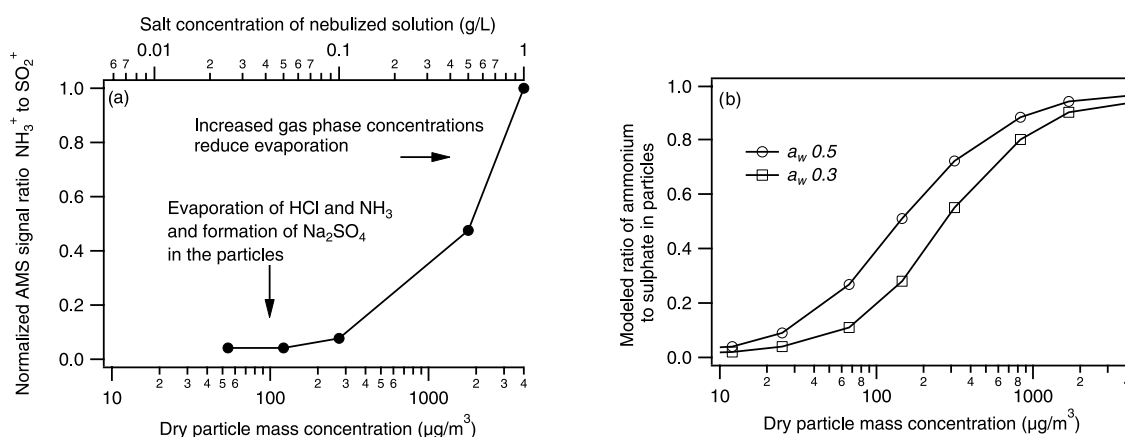 Salt concentration of nebulized solution (g/L)
0.01 0.1 1
6 7 2 3 4 5 6 7 2 3 4 5 6 7
Normalized AMS signal ratio NH₃⁺ to SO₂⁺
(a)
1.0
0.8
0.6
0.4
0.2
0.0
Increased gas phase concentrations
reduce evaporation
Evaporation of HCl and NH₃
and formation of Na₂SO₄
in the particles
2 3 4 5 6 2 3 4 5 6 2 3 4
10 100 1000
Dry particle mass concentration (µg/m³)
Modeled ratio of ammonium
to sulphate in particles
(b)
1.0
0.8
0.6
0.4
0.2
0.0
a_w 0.5
a_w 0.3
2 4 6 8 2 4 6 8 2 4
10 100 1000
Dry particle mass concentration (µg/m³)